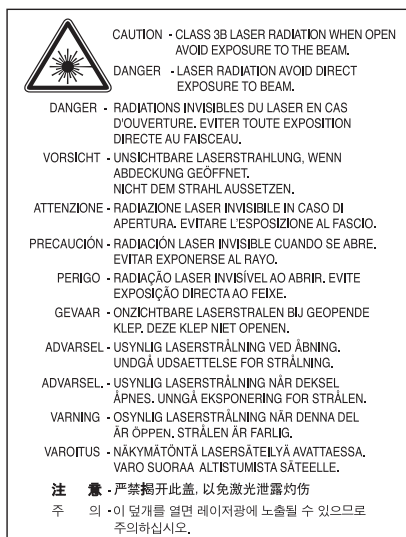 CAUTION - CLASS 3B LASER RADIATION WHEN OPEN
AVOID EXPOSURE TO THE BEAM.
DANGER - LASER RADIATION AVOID DIRECT
EXPOSURE TO BEAM.
DANGER - RADIATIONS INVISIBLES DU LASER EN CAS
D'OUVERTURE. EVITER TOUTE EXPOSITION
DIRECTE AU FAISCEAU.
VORSICHT - UNSICHTBARE LASERSTRAHLUNG, WENN
ABDECKUNG GEÖFFNET.
NICHT DEM STRAHL AUSSETZEN.
ATTENZIONE - RADIAZIONE LASER INVISIBILE IN CASO DI
APERTURA. EVITARE L'ESPOSIZIONE AL FASCIO.
PRECAUCIÓN - RADIACIÓN LASER INVISIBLE CUANDO SE ABRE.
EVITAR EXPONERSE AL RAYO.
PERIGO - RADIAÇÃO LASER INVISÍVEL AO ABRIR. EVITE
EXPOSIÇÃO DIRECTA AO FEIXE.
GEVAAR - ONZICHTBARE LASERSTRALEN BIJ GEOPENDE
KLEP. DEZE KLEP NIET OPENEN.
ADVARSEL - USYNLIG LASERSTRÅLNING VED ÅBNING.
UNDGÅ UDSAETTELSE FOR STRÅLNING.
ADVARSEL. - USYNLIG LASERSTRÅLNING NÅR DEKSEL
ÅPNES. UNNGÅ EKSPONERING FOR STRÅLEN.
VARNING - OSYNLIG LASERSTRÅLNING NÄR DENNA DEL
ÄR ÖPPEN. STRÅLEN ÄR FARLIG.
VAROITUS - NÄKYMÄTÖNTÄ LASERSÄTEILYÄ AVATTAESSA.
VARO SUORAA ALTISTUMISTA SÄTEELLE.
注 意 - 严禁揭开此盖, 以免激光泄露灼伤
주 의 - 이 덮개를 열면 레이저광에 노출될 수 있으므로
주의하십시오.